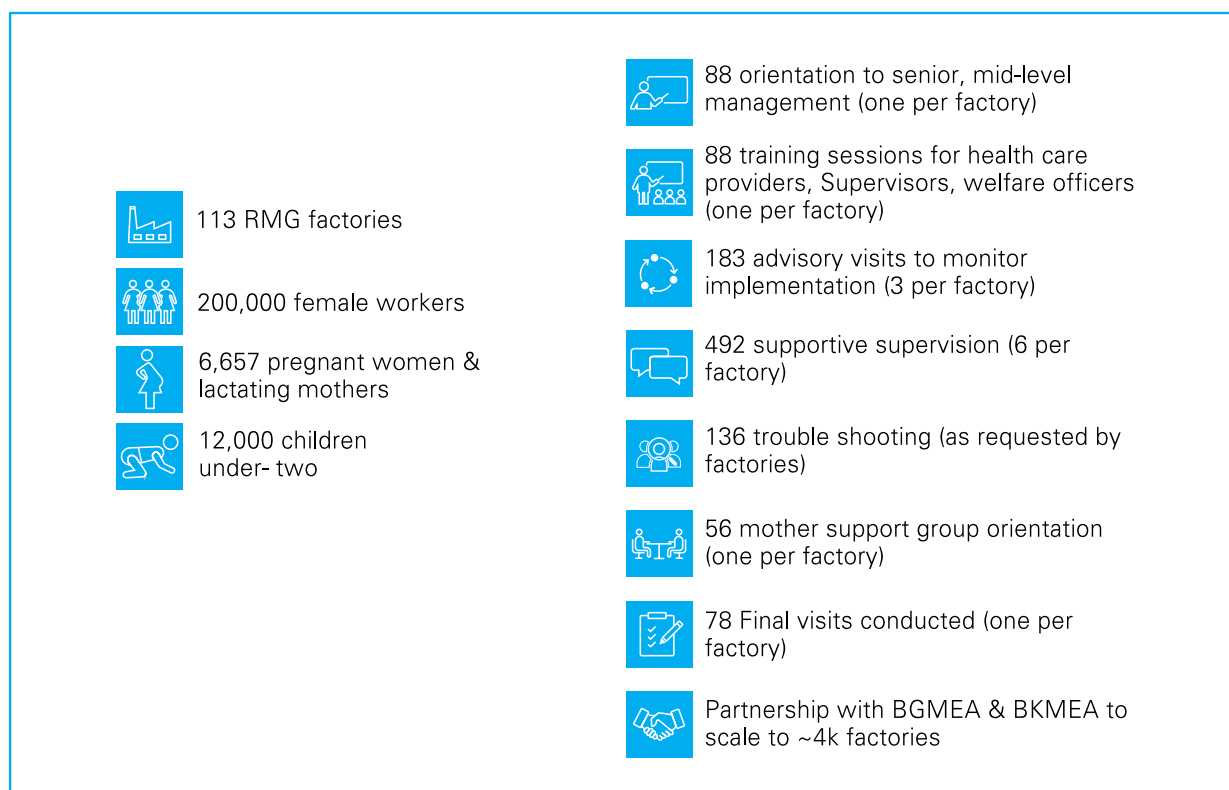 113 RMG factories
200,000 female workers
6,657 pregnant women &
lactating mothers
12,000 children
under- two
88 orientation to senior, mid-level
management (one per factory)
88 training sessions for health care
providers, Supervisors, welfare officers
(one per factory)
183 advisory visits to monitor
implementation (3 per factory)
492 supportive supervision (6 per
factory)
136 trouble shooting (as requested by
factories)
56 mother support group orientation
(one per factory)
78 Final visits conducted (one per
factory)
Partnership with BGMEA & BKMEA to
scale to ~4k factories